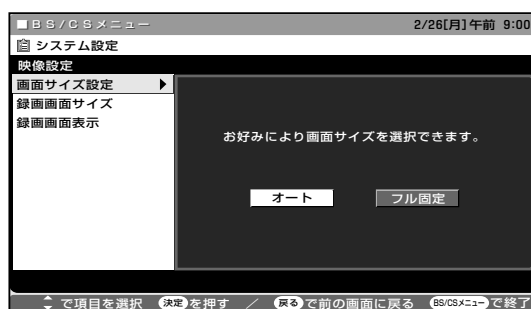 ■BS/CSメニュー 2/26[月]午前 9:00
システム設定
映像設定
画面サイズ設定
録画画面サイズ
録画画面表示
お好みにより画面サイズを選択できます。
オート フル固定
で項目を選択 決定を押す ／ 戻るで前の画面に戻る BS/CSメニューで終了